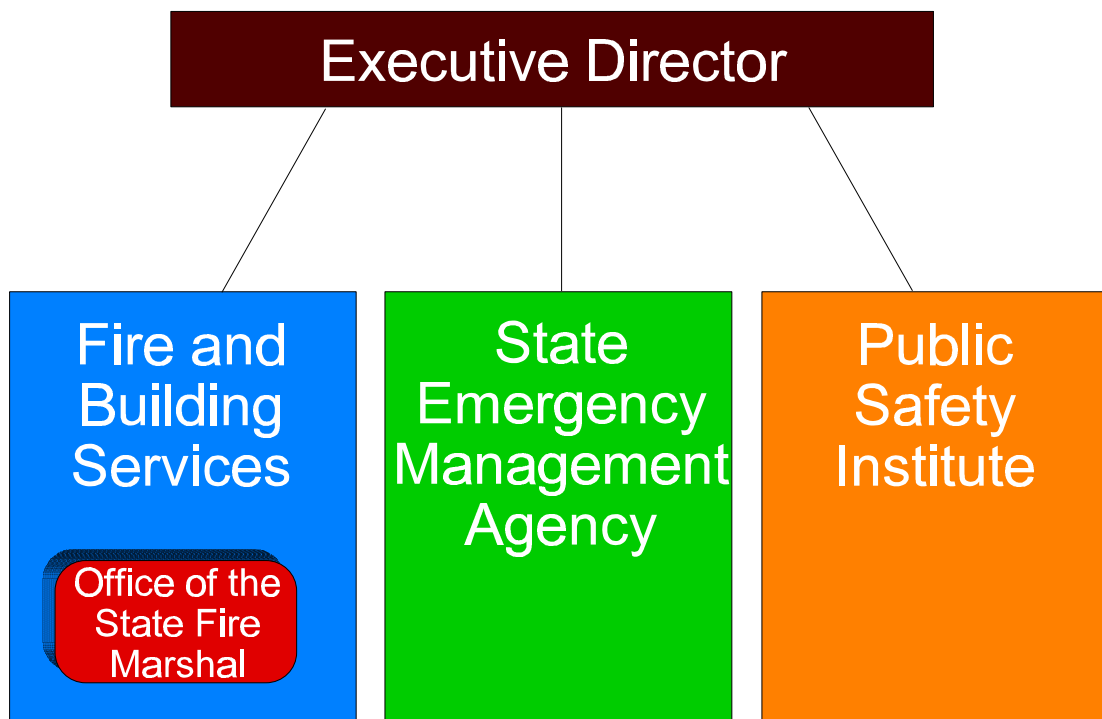 Executive Director
Fire and
Building
Services
Office of the
State Fire
Marshal
State
Emergency
Management
Agency
Public
Safety
Institute